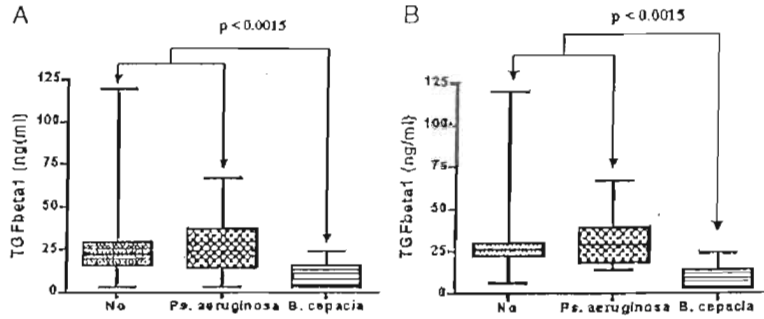 A
p < 0.0015
TGFbeta1 (ng(ml)
125
100
75
50
25
0
No
Ps. aeruginosa
B. cepacia
B
p < 0.0015
TGFbeta1 (ng/ml)
125
100
75
50
25
0
No
Ps. aeruginosa
B. cepacia